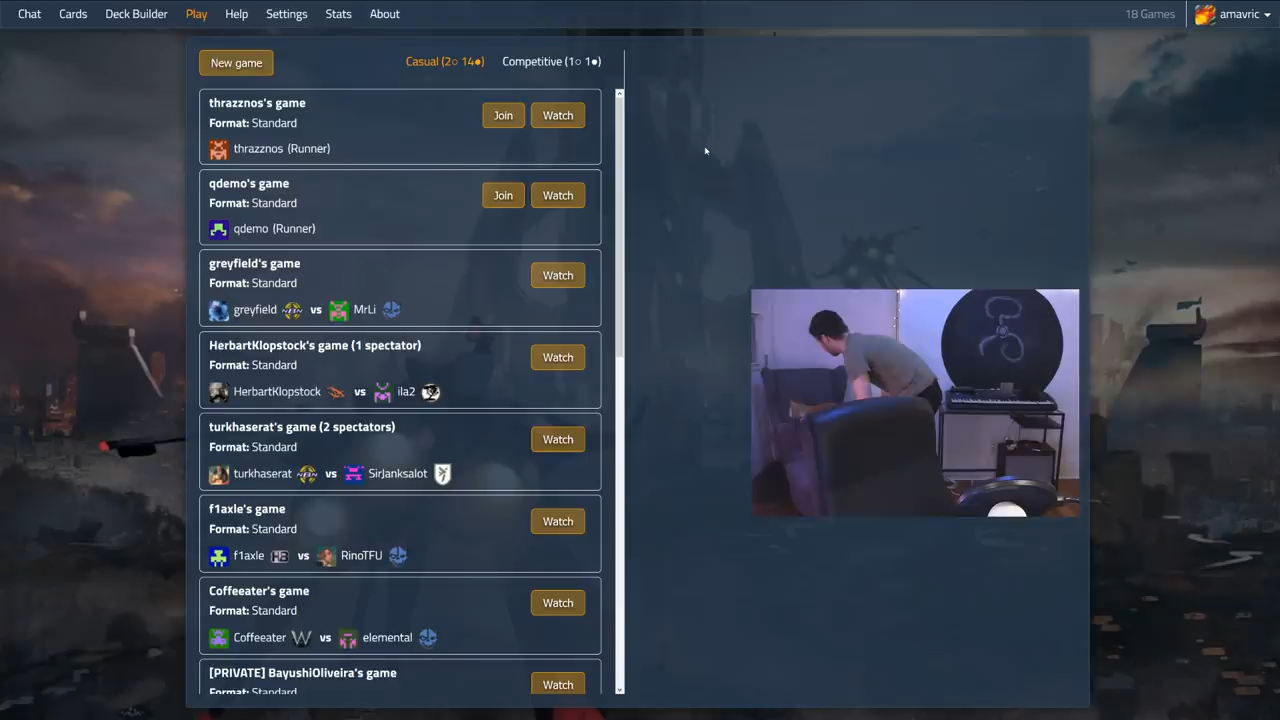 Chat Cards Deck Builder Play Help Settings Stats About 18 Games amavric
New game Casual (2○ 14●) Competitive (1○ 1●)
thrazznos's game
Format: Standard
Join Watch
thrazznos (Runner)
qdemo's game
Format: Standard
Join Watch
qdemo (Runner)
greyfield's game
Format: Standard
Watch
greyfield vs MrLi
HerbartKlopstock's game (1 spectator)
Format: Standard
Watch
HerbartKlopstock vs ila2
turkhaserat's game (2 spectators)
Format: Standard
Watch
turkhaserat vs SirJanksalot
f1axle's game
Format: Standard
Watch
f1axle vs RinoTFU
Coffeeater's game
Format: Standard
Watch
Coffeeater vs elemental
[PRIVATE] BayushiOliveira's game
Format: Standard
Watch